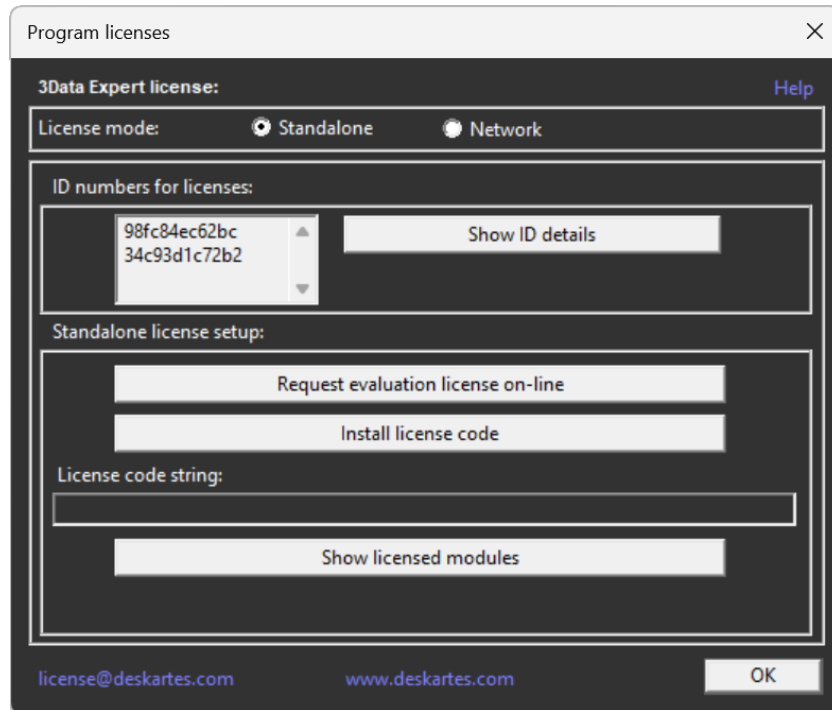 Program licenses
3Data Expert license:
Help
License mode:
Standalone
Network
ID numbers for licenses:
98fc84ec62bc
34c93d1c72b2
Show ID details
Standalone license setup:
Request evaluation license on-line
Install license code
License code string:
Show licensed modules
license@deskartes.com
www.deskartes.com
OK